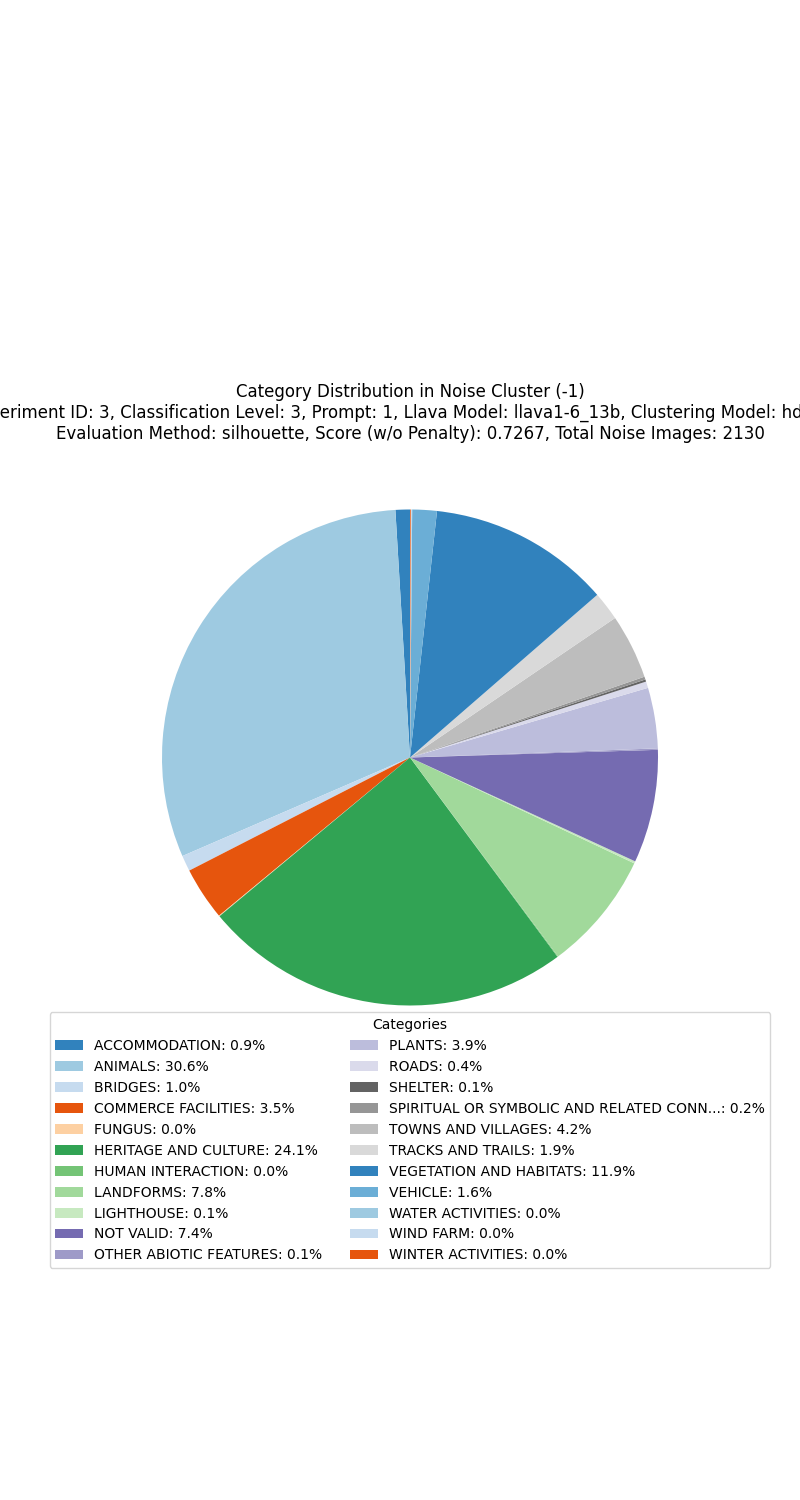 Category Distribution in Noise Cluster (-1)
eriment ID: 3, Classification Level: 3, Prompt: 1, Llava Model: llava1-6_13b, Clustering Model: hd
Evaluation Method: silhouette, Score (w/o Penalty): 0.7267, Total Noise Images: 2130
Categories
ACCOMMODATION: 0.9%
ANIMALS: 30.6%
BRIDGES: 1.0%
COMMERCE FACILITIES: 3.5%
FUNGUS: 0.0%
HERITAGE AND CULTURE: 24.1%
HUMAN INTERACTION: 0.0%
LANDFORMS: 7.8%
LIGHTHOUSE: 0.1%
NOT VALID: 7.4%
OTHER ABIOTIC FEATURES: 0.1%
PLANTS: 3.9%
ROADS: 0.4%
SHELTER: 0.1%
SPIRITUAL OR SYMBOLIC AND RELATED CONN...: 0.2%
TOWNS AND VILLAGES: 4.2%
TRACKS AND TRAILS: 1.9%
VEGETATION AND HABITATS: 11.9%
VEHICLE: 1.6%
WATER ACTIVITIES: 0.0%
WIND FARM: 0.0%
WINTER ACTIVITIES: 0.0%